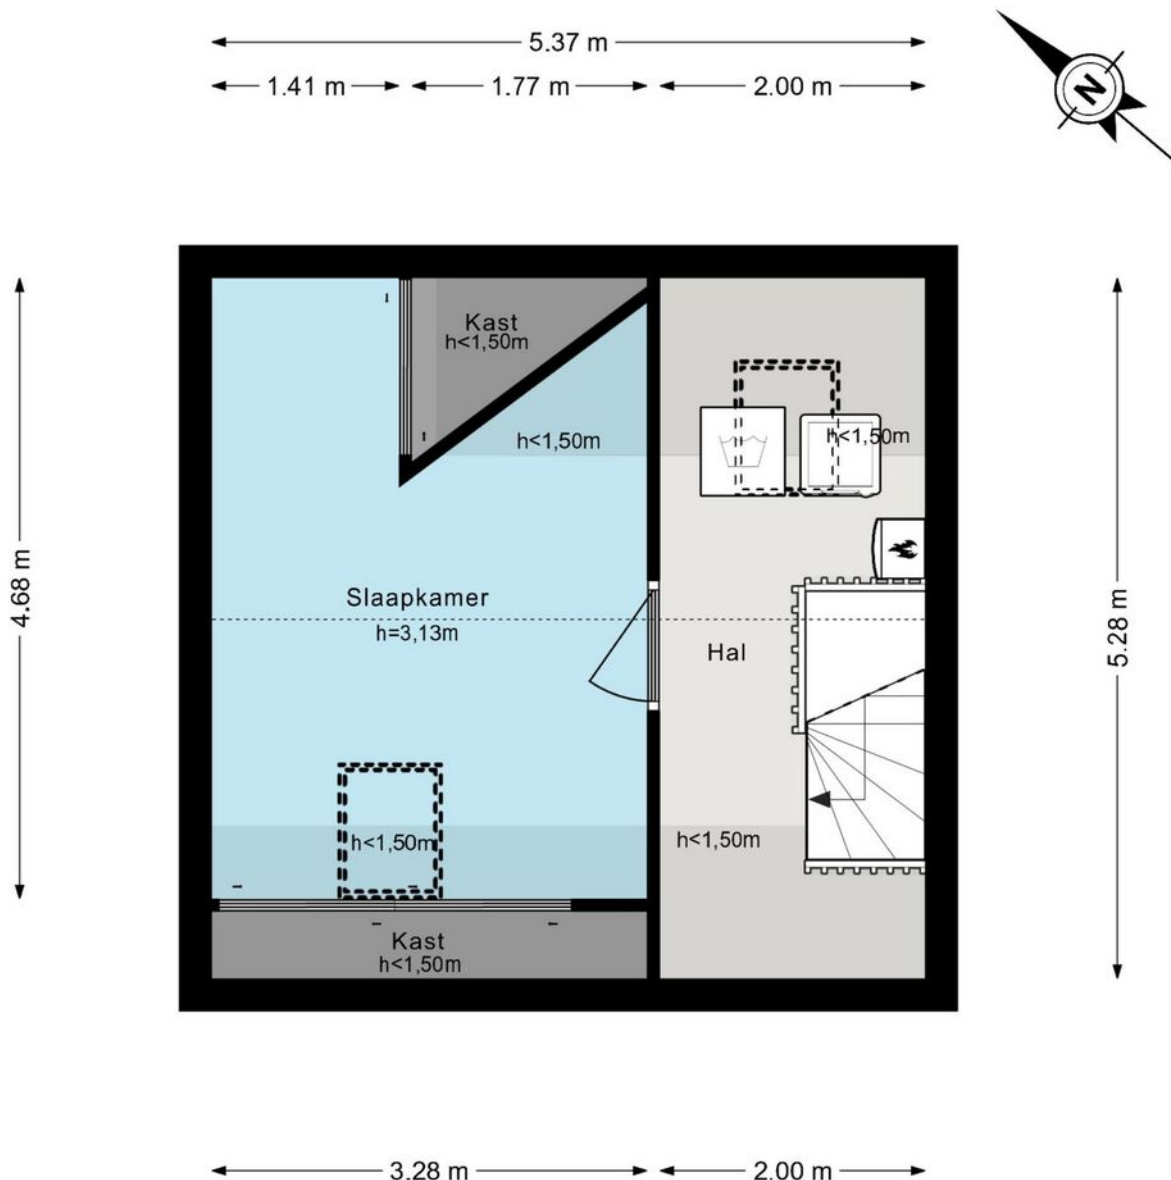 5.37 m
1.41 m
1.77 m
2.00 m
N
Kast
h<1,50m
h<1,50m
h<1,50m
4.68 m
5.28 m
Slaapkamer
h=3,13m
Hal
h<1,50m
h<1,50m
Kast
h<1,50m
3.28 m
2.00 m